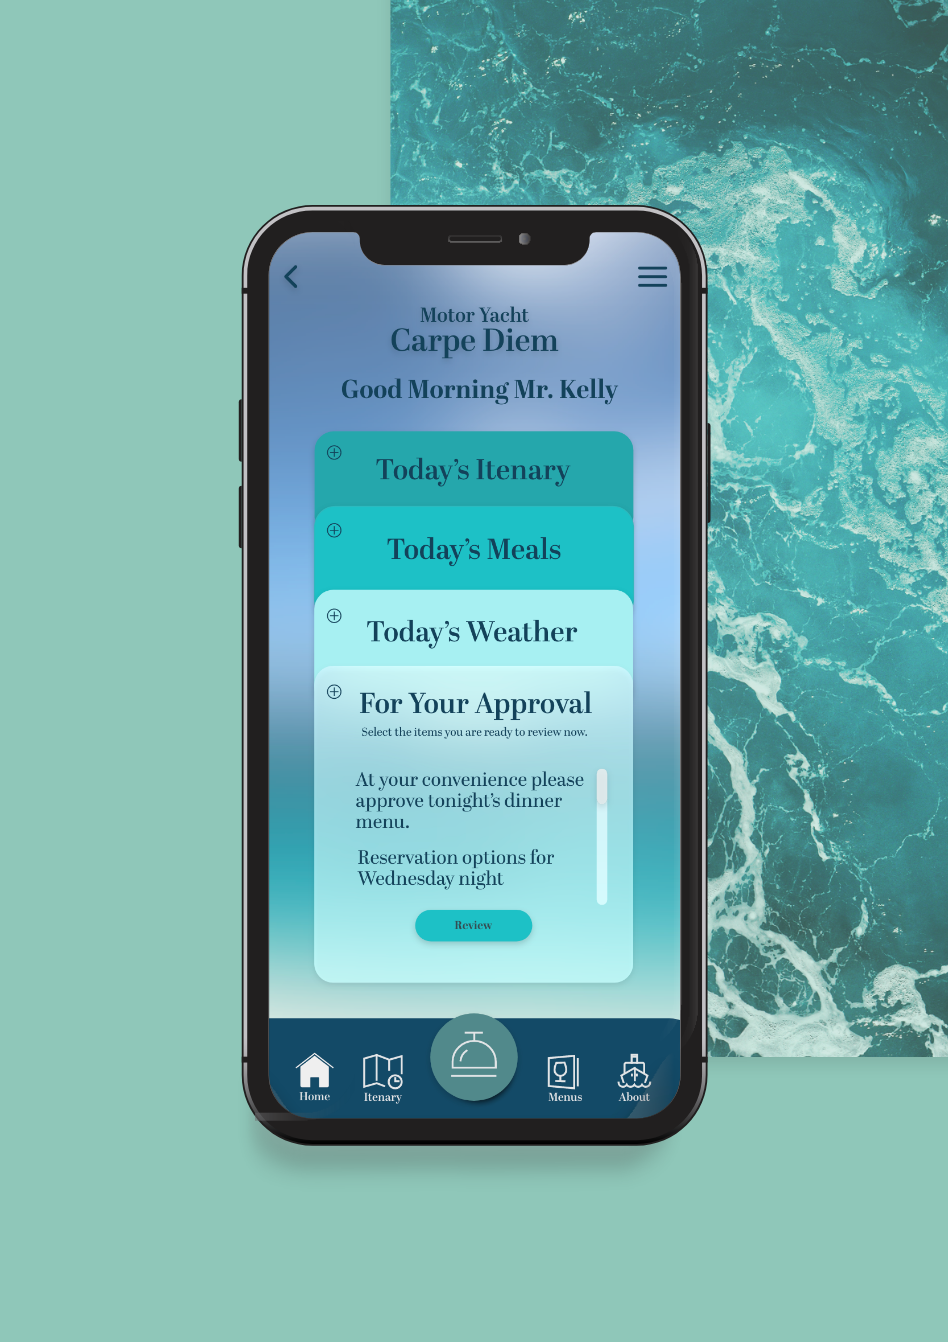 Motor Yacht
Carpe Diem
Good Morning Mr. Kelly
Today’s Itenary
Today’s Meals
Today’s Weather
For Your Approval
Select the items you are ready to review now.
At your convenience please
approve tonight’s dinner
menu.
Reservation options for
Wednesday night
Review
Home
Itenary
Menus
About